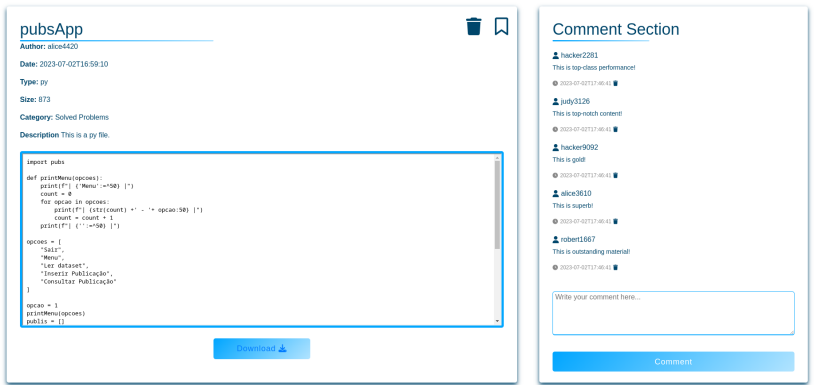 pubsApp
Author: alice4420
Date: 2023-07-02T16:59:10
Type: py
Size: 873
Category: Solved Problems
Description This is a py file.
import pubs
def printMenu(opcoes):
    print(f"| {'Menu':=^50} |")
    count = 0
    for opcao in opcoes:
        print(f"| {str(count) +' - '+ opcao:50} |")
        count = count + 1
    print(f"| {'':=^50} |")
opcoes = [
    "Sair",
    "Menu",
    "Ler dataset",
    "Inserir Publicação",
    "Consultar Publicação"
]
opcao = 1
printMenu(opcoes)
publis = []
Download
Comment Section
hacker2281
This is top-class performance!
2023-07-02T17:46:41
judy3126
This is top-notch content!
2023-07-02T17:46:41
hacker9092
This is gold!
2023-07-02T17:46:41
alice3610
This is superb!
2023-07-02T17:46:41
robert1667
This is outstanding material!
2023-07-02T17:46:41
Write your comment here...
Comment